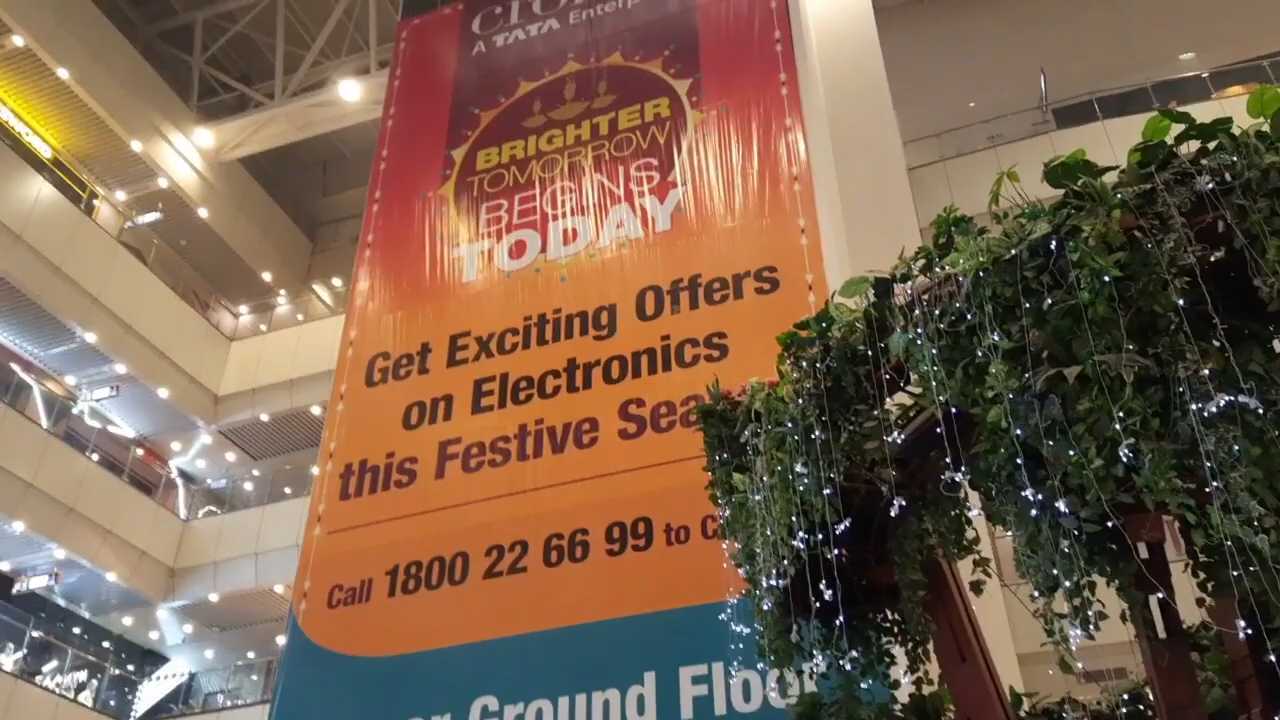 A TATA Enterp
BRIGHTER
TOMORROW
BEGINS
TODAY
Get Exciting Offers
on Electronics
this Festive Sea
Call 1800 22 66 99 to C
Ground Floor